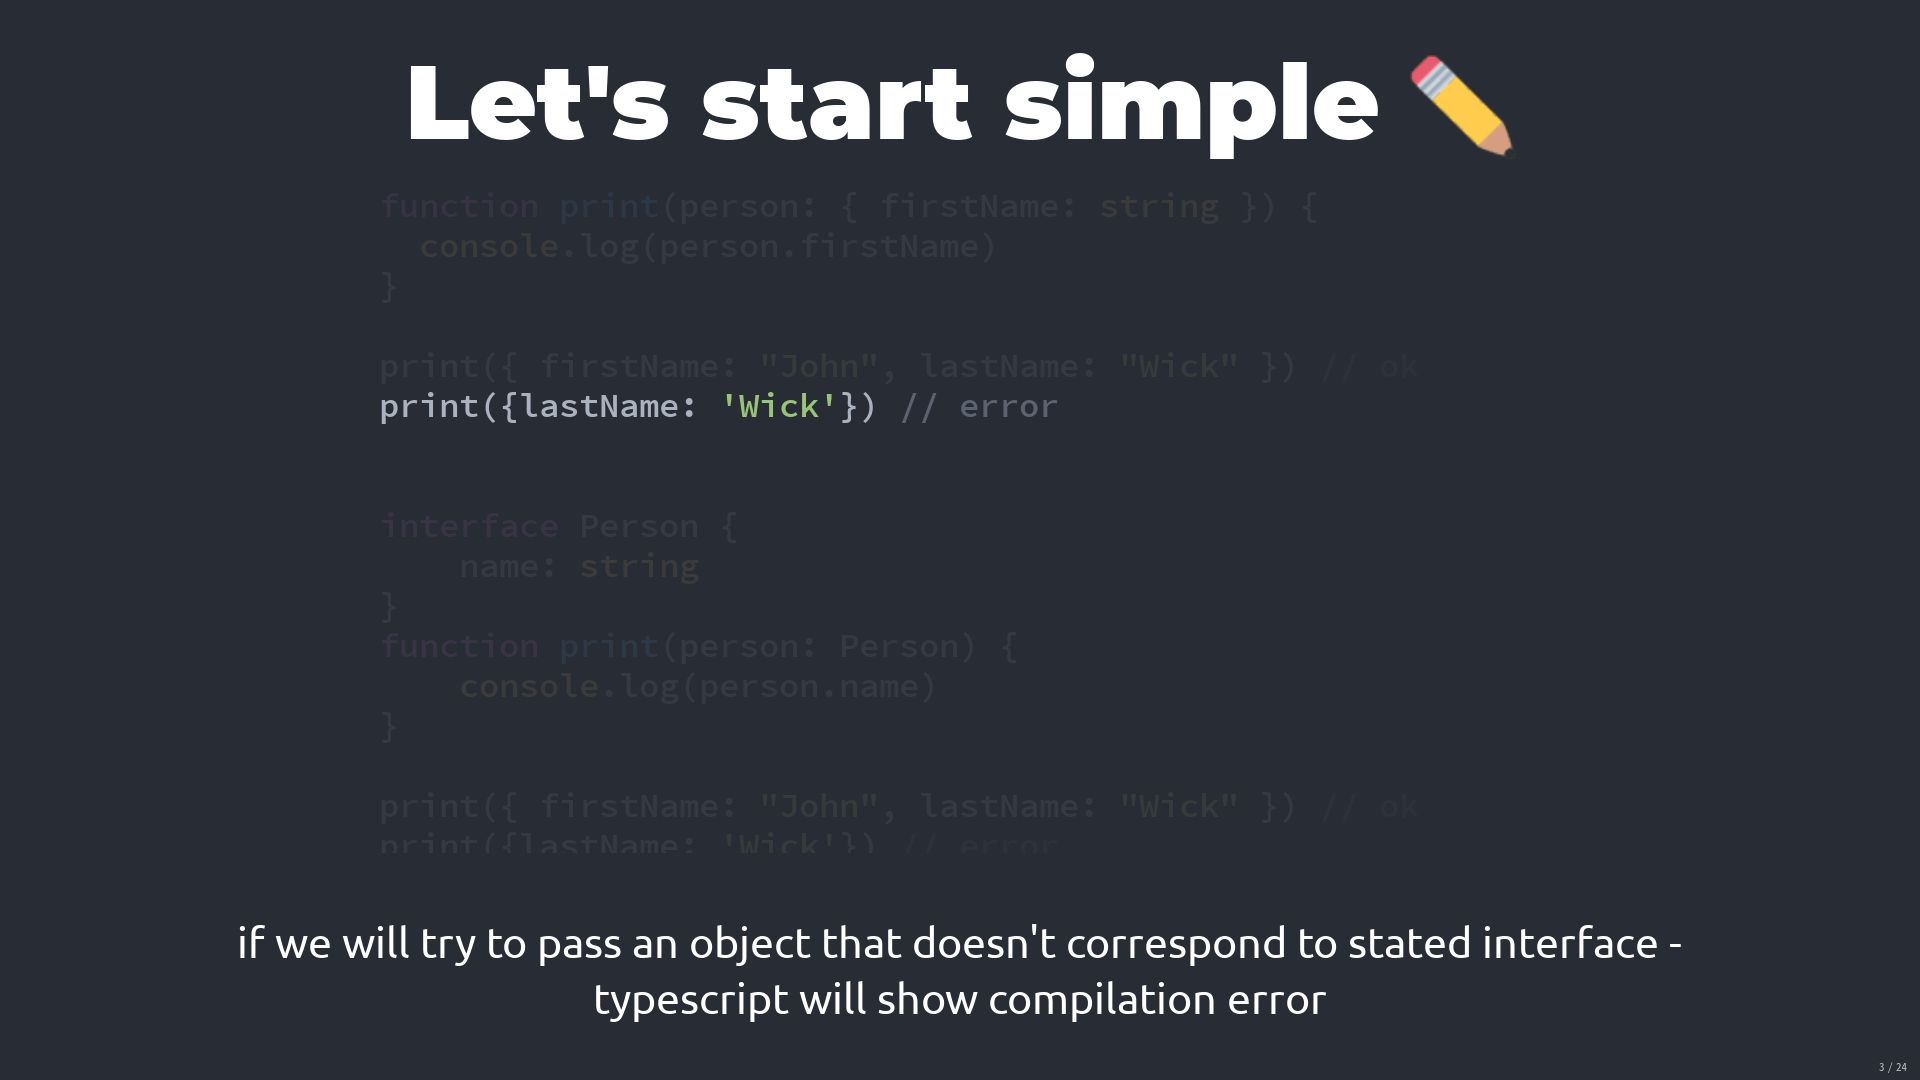 Let's start simple ✏️
function print(person: { firstName: string }) {
  console.log(person.firstName)
}
print({ firstName: "John", lastName: "Wick" }) // ok
print({lastName: 'Wick'}) // error
interface Person {
    name: string
}
function print(person: Person) {
    console.log(person.name)
}
print({ firstName: "John", lastName: "Wick" }) // ok
print({lastName: 'Wick'}) // error
if we will try to pass an object that doesn't correspond to stated interface -
typescript will show compilation error
3 / 24